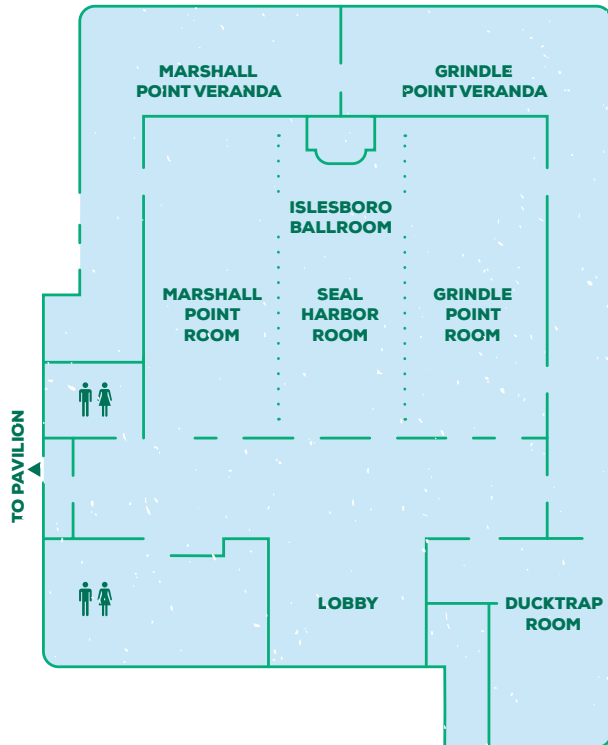 MARSHALL
POINT VERANDA
GRINDLE
POINT VERANDA
ISLESBORO
BALLROOM
MARSHALL
POINT
ROOM
SEAL
HARBOR
ROOM
GRINDLE
POINT
ROOM
TO PAVILION
LOBBY
DUCKTRAP
ROOM